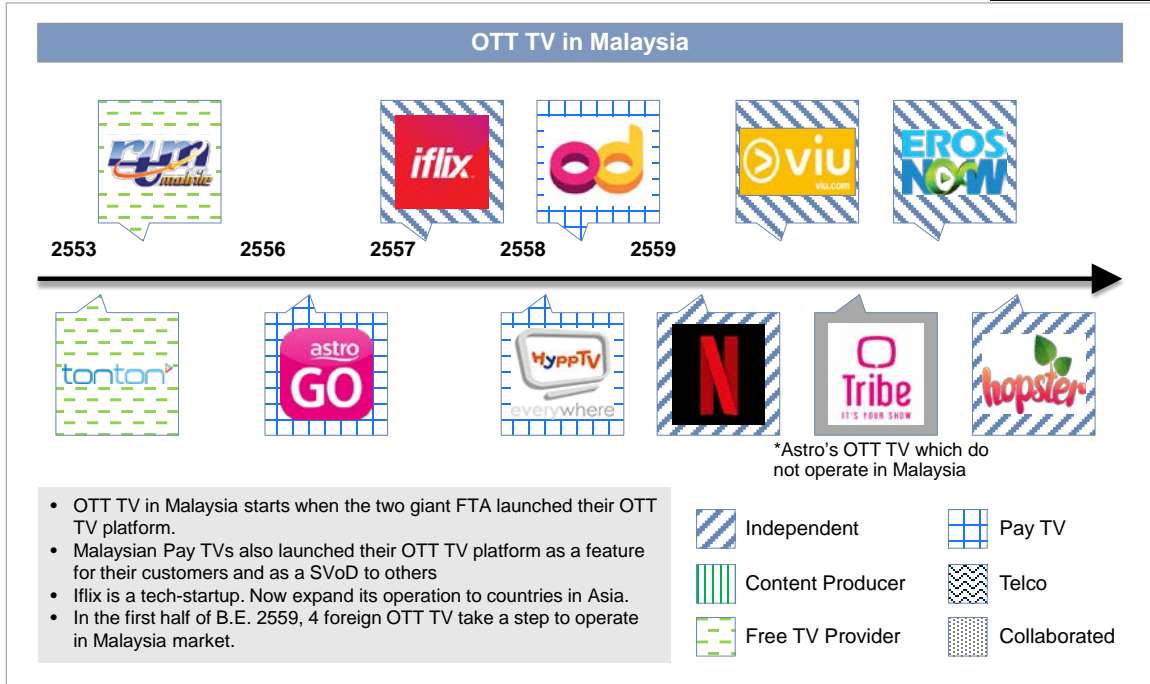 OTT TV in Malaysia
rtm
mobile
iflix
od
viu
viu.com
EROS
NOW
2553 2556 2557 2558 2559
tonton
astro
GO
HyppTV
everywhere
N
Tribe
IT'S YOUR SHOW
hopster
*Astro's OTT TV which do
not operate in Malaysia
• OTT TV in Malaysia starts when the two giant FTA launched their OTT
TV platform.
• Malaysian Pay TVs also launched their OTT TV platform as a feature
for their customers and as a SVoD to others
• Iflix is a tech-startup. Now expand its operation to countries in Asia.
• In the first half of B.E. 2559, 4 foreign OTT TV take a step to operate
in Malaysia market.
Independent
Pay TV
Content Producer
Telco
Free TV Provider
Collaborated